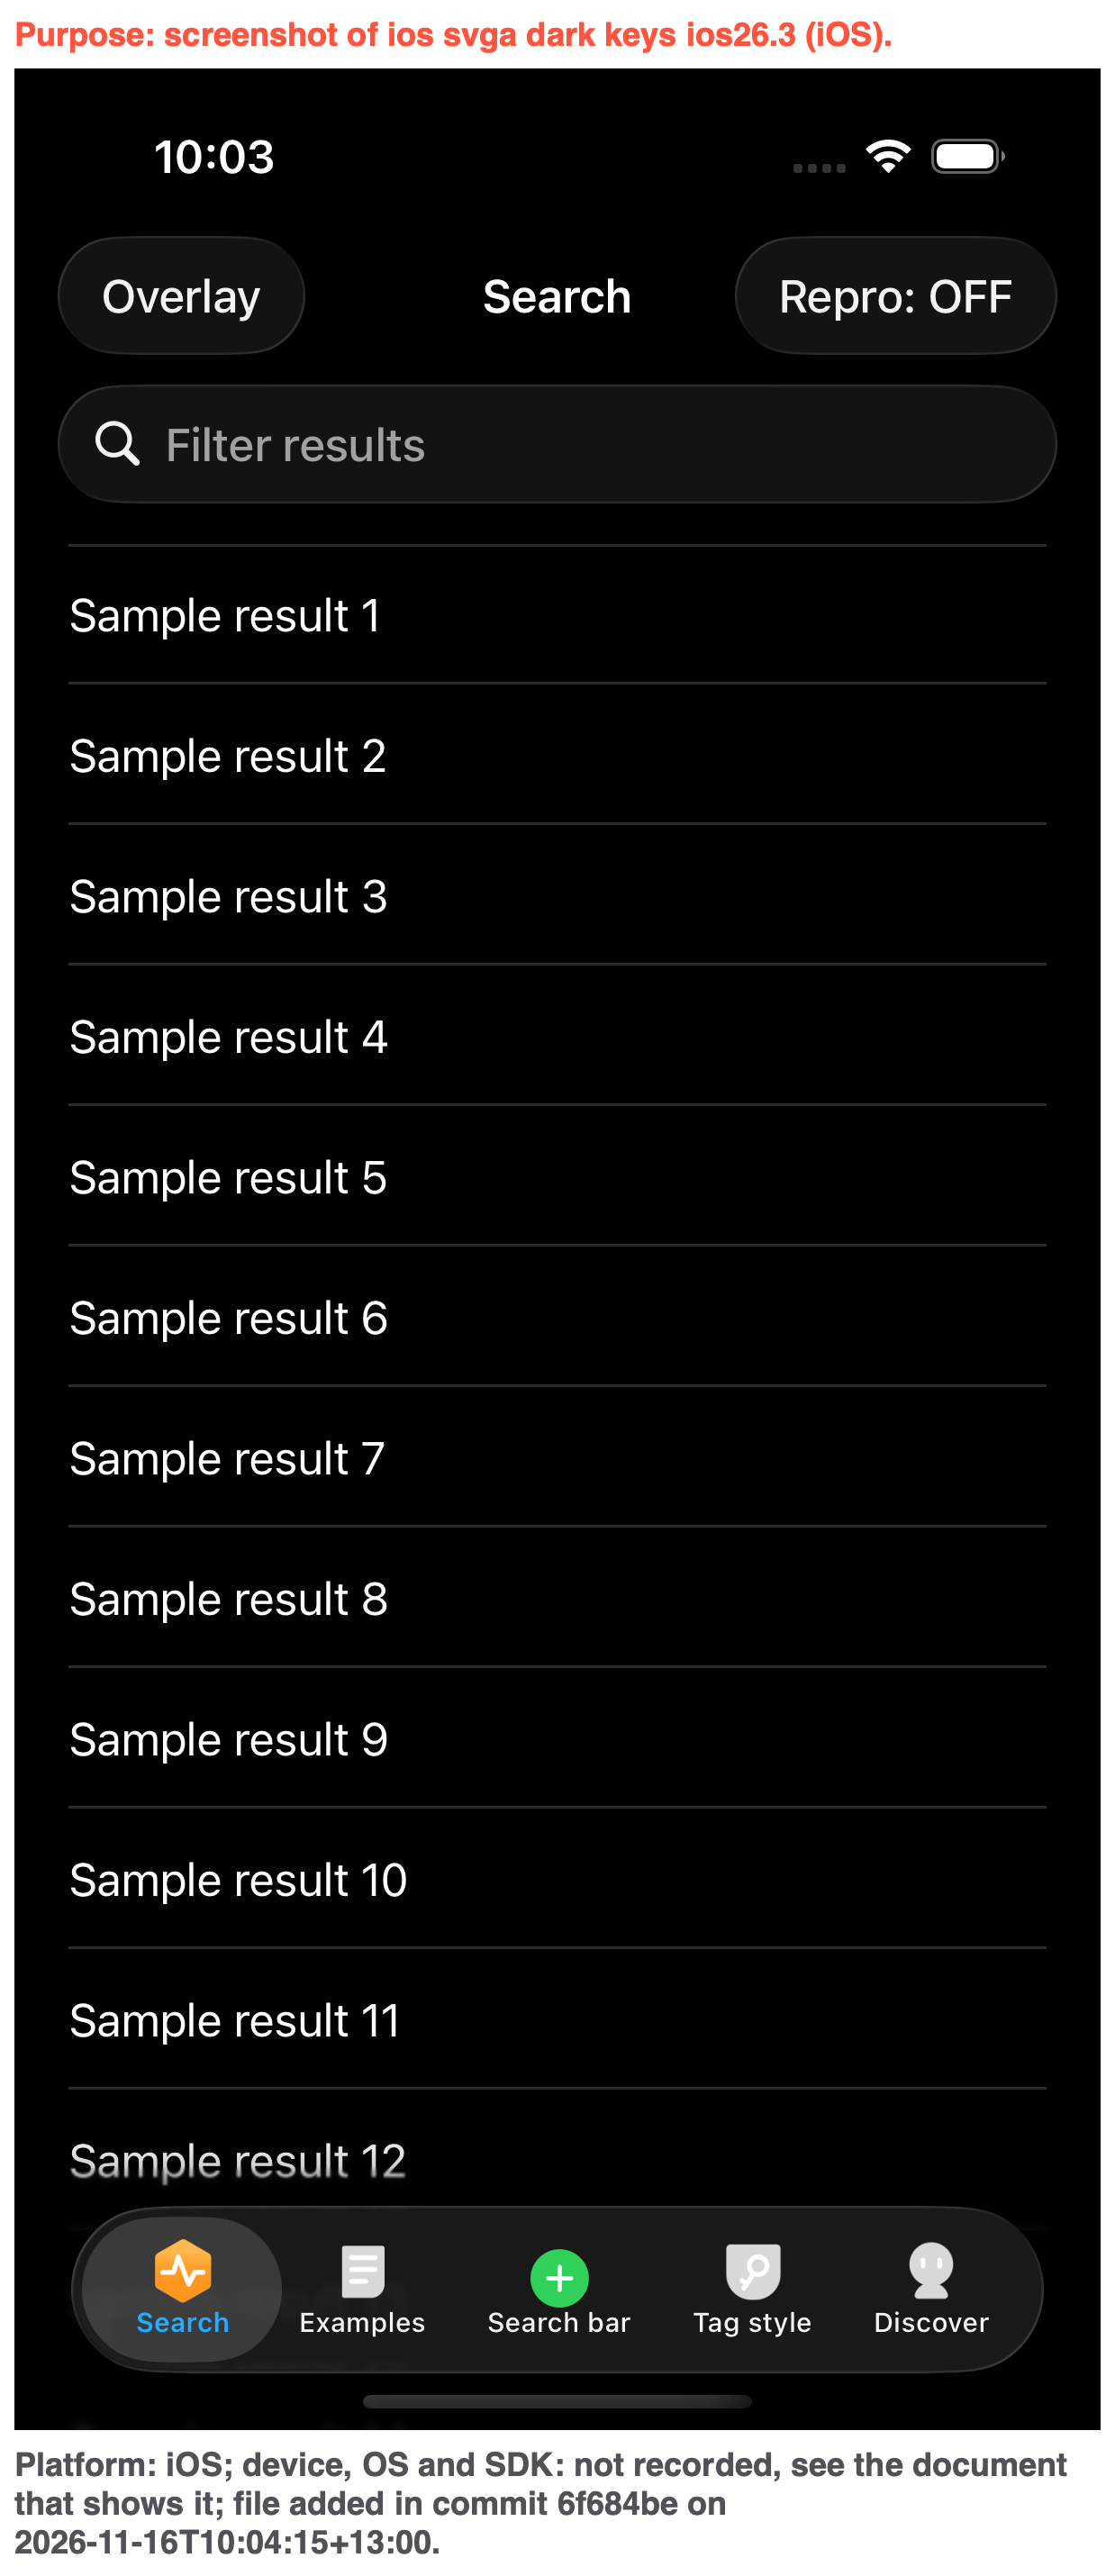 Purpose: screenshot of ios svga dark keys ios26.3 (iOS).
10:03
Overlay
Search
Repro: OFF
Filter results
Sample result 1
Sample result 2
Sample result 3
Sample result 4
Sample result 5
Sample result 6
Sample result 7
Sample result 8
Sample result 9
Sample result 10
Sample result 11
Sample result 12
Search
Examples
Search bar
Tag style
Discover
Platform: iOS; device, OS and SDK: not recorded, see the document
that shows it; file added in commit 6f684be on
2026-11-16T10:04:15+13:00.